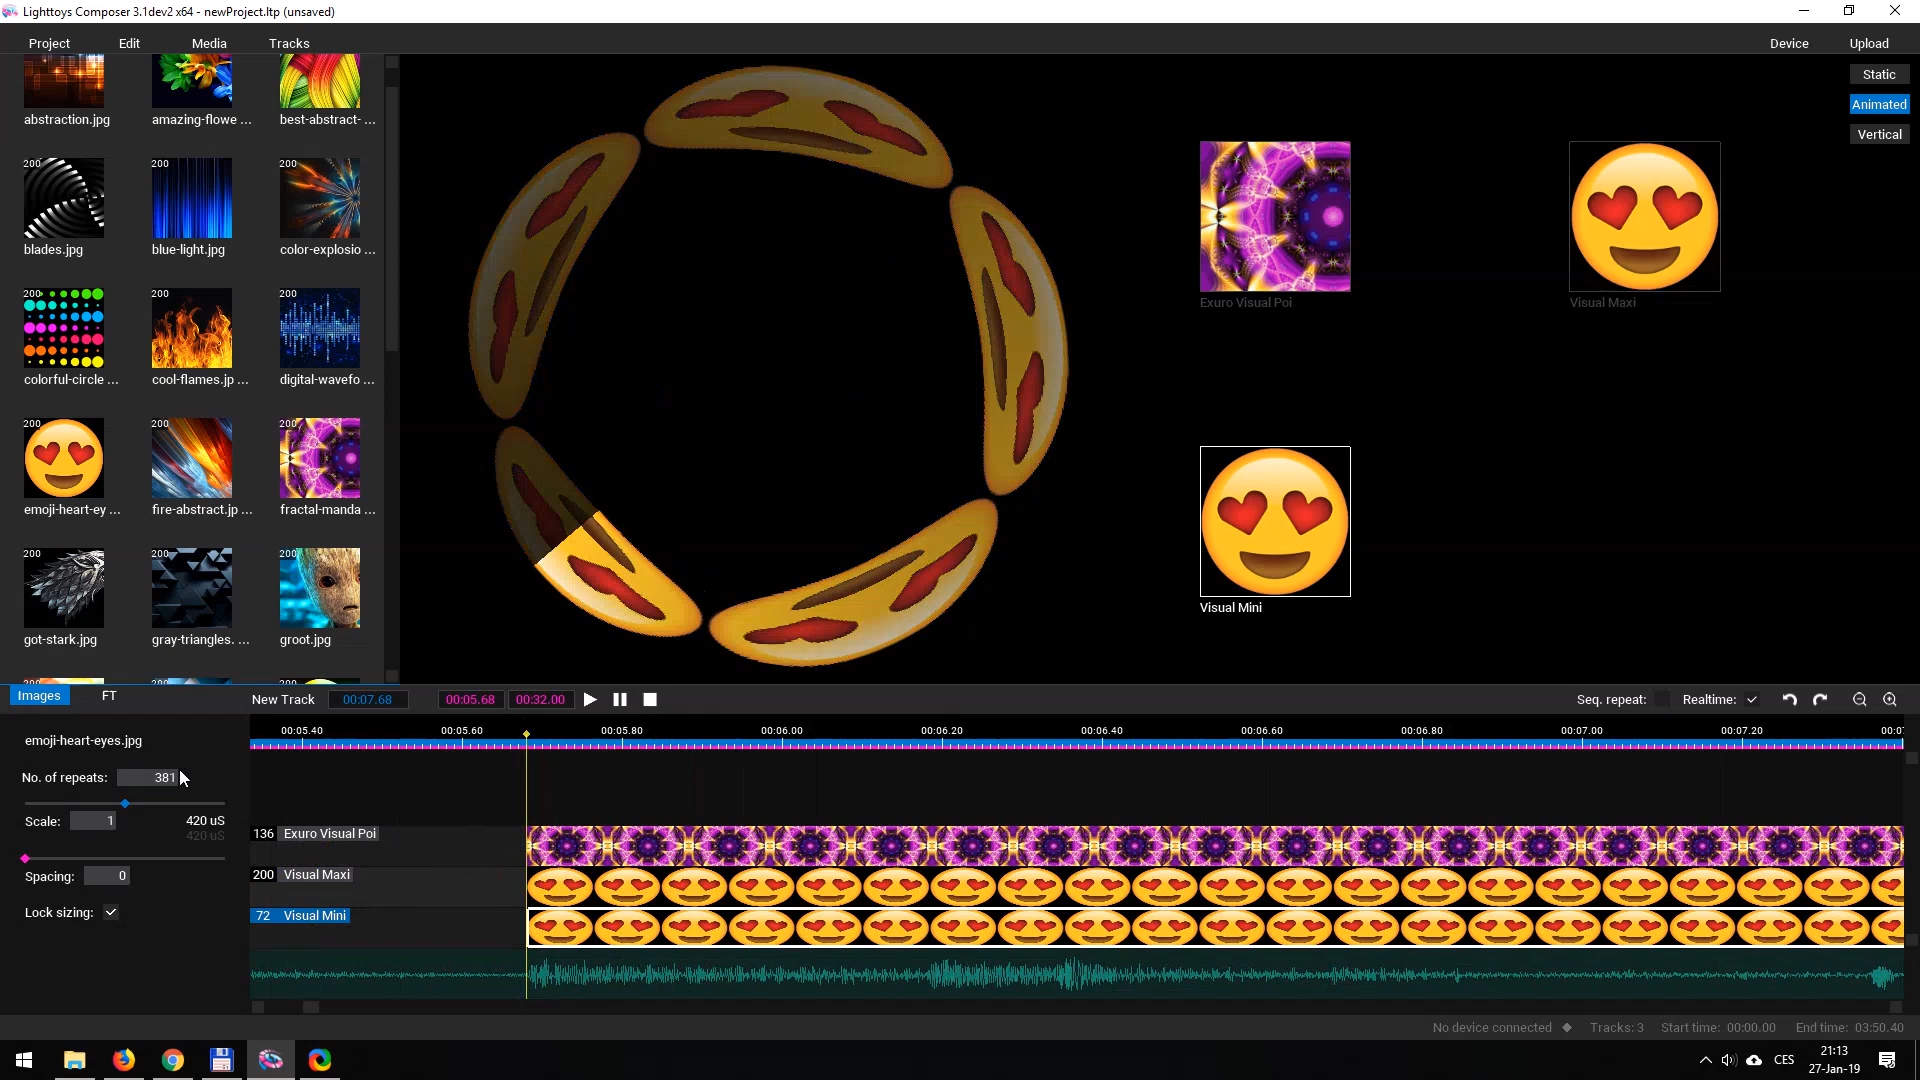 Lighttoys Composer 3.1dev2 x64 - newProject.ltp (unsaved)
Project Edit Media Tracks Device Upload
Static
Animated
Vertical
abstraction.jpg amazing-flowe ... best-abstract- ...
200 200 200
blades.jpg blue-light.jpg color-explosio ...
200 200 200
colorful-circle ... cool-flames.jp ... digital-wavefo ...
200 200 200
emoji-heart-ey ... fire-abstract.jp ... fractal-manda ...
200 200 200
got-stark.jpg gray-triangles. ... groot.jpg
Exuro Visual Poi
Visual Maxi
Visual Mini
Images FT
New Track 00:07.68 00:05.68 00:32.00 Seq. repeat: Realtime:
00:05.40 00:05.60 00:05.80 00:06.00 00:06.20 00:06.40 00:06.60 00:06.80 00:07.00 00:07.20
emoji-heart-eyes.jpg
No. of repeats: 381
Scale: 1 420 uS
420 uS
Spacing: 0
Lock sizing:
136 Exuro Visual Poi
200 Visual Maxi
72 Visual Mini
No device connected Tracks: 3 Start time: 00:00.00 End time: 03:50.40
CES
21:13
27-Jan-19